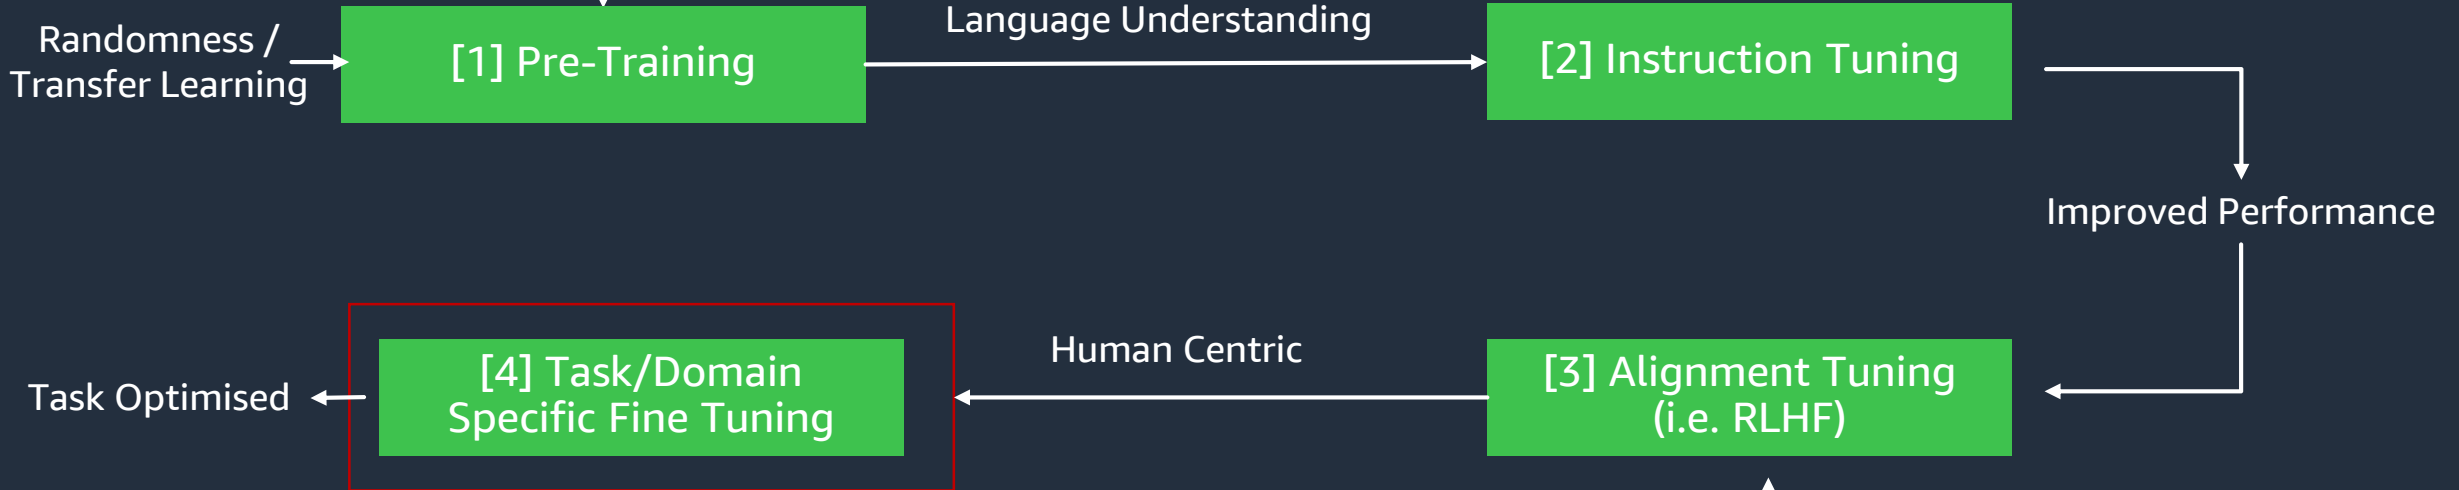 Randomness /
Transfer Learning
[1] Pre-Training
Language Understanding
[2] Instruction Tuning
Improved Performance
[3] Alignment Tuning
(i.e. RLHF)
Human Centric
[4] Task/Domain
Specific Fine Tuning
Task Optimised